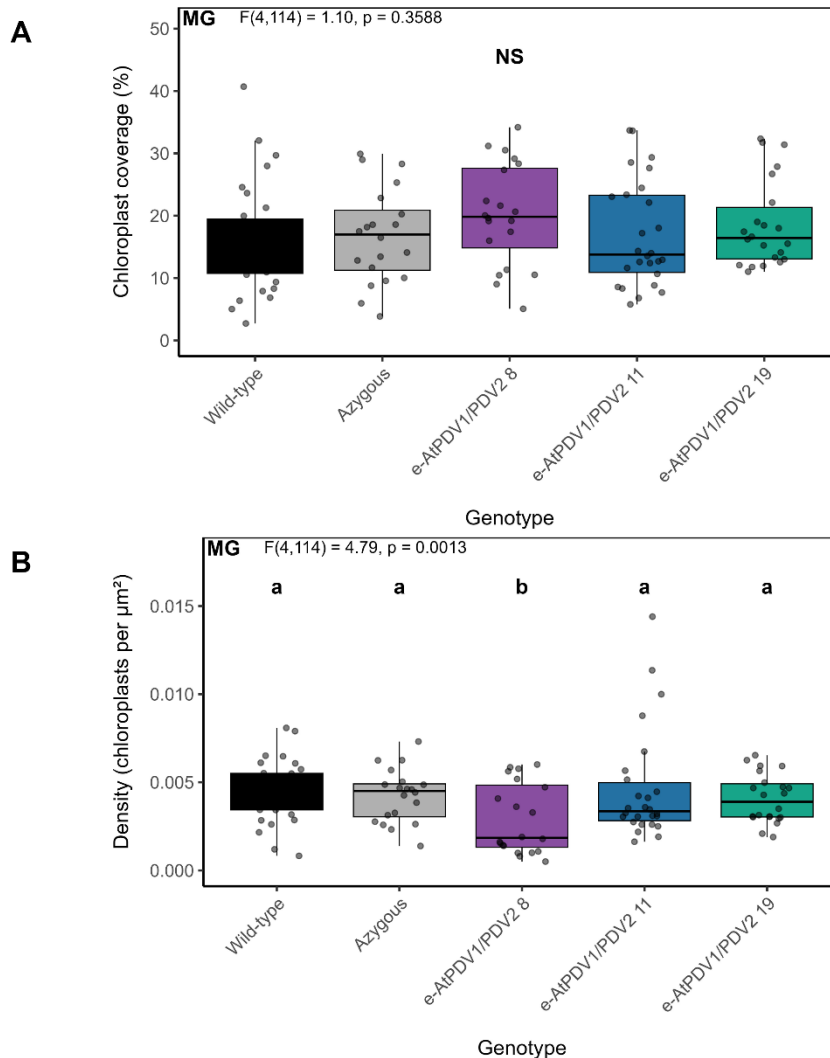 A
MG F(4,114) = 1.10, p = 0.3588
NS
Chloroplast coverage (%)
50
40
30
20
10
0
Wild-type
Azygous
e-AtPDV1/PDV2 8
e-AtPDV1/PDV2 11
e-AtPDV1/PDV2 19
Genotype
B
MG F(4,114) = 4.79, p = 0.0013
a a b a a
Density (chloroplasts per µm²)
0.015
0.010
0.005
0.000
Wild-type
Azygous
e-AtPDV1/PDV2 8
e-AtPDV1/PDV2 11
e-AtPDV1/PDV2 19
Genotype